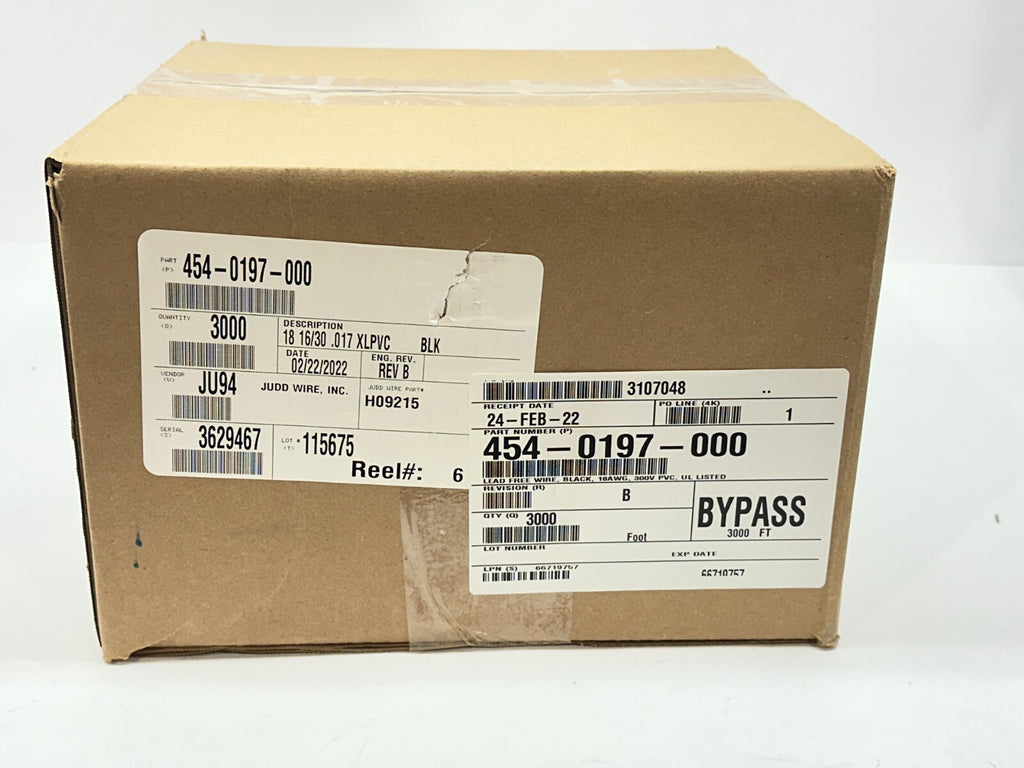 PART
(P)
454-0197-000
QUANTITY
(Q)
3000
DESCRIPTION
18 16/30 .017 XLPVC BLK
DATE
02/22/2022
ENG. REV.
REV B
VENDOR
(V)
JU94
JUDD WIRE, INC.
JUDD WIRE PART#
H09215
SERIAL
(S)
3629467
LOT #
(T)
115675
Reel#: 6
3107048
RECEIPT DATE
24-FEB-22
PO LINE (4K)
1
PART NUMBER (P)
454-0197-000
LEAD FREE WIRE, BLACK, 18AWG, 300V PVC, UL LISTED
REVISION (R)
B
QTY (Q) 3000
Foot
BYPASS
3000 FT
LOT NUMBER
EXP DATE
LPN (S) 66719757
66719757